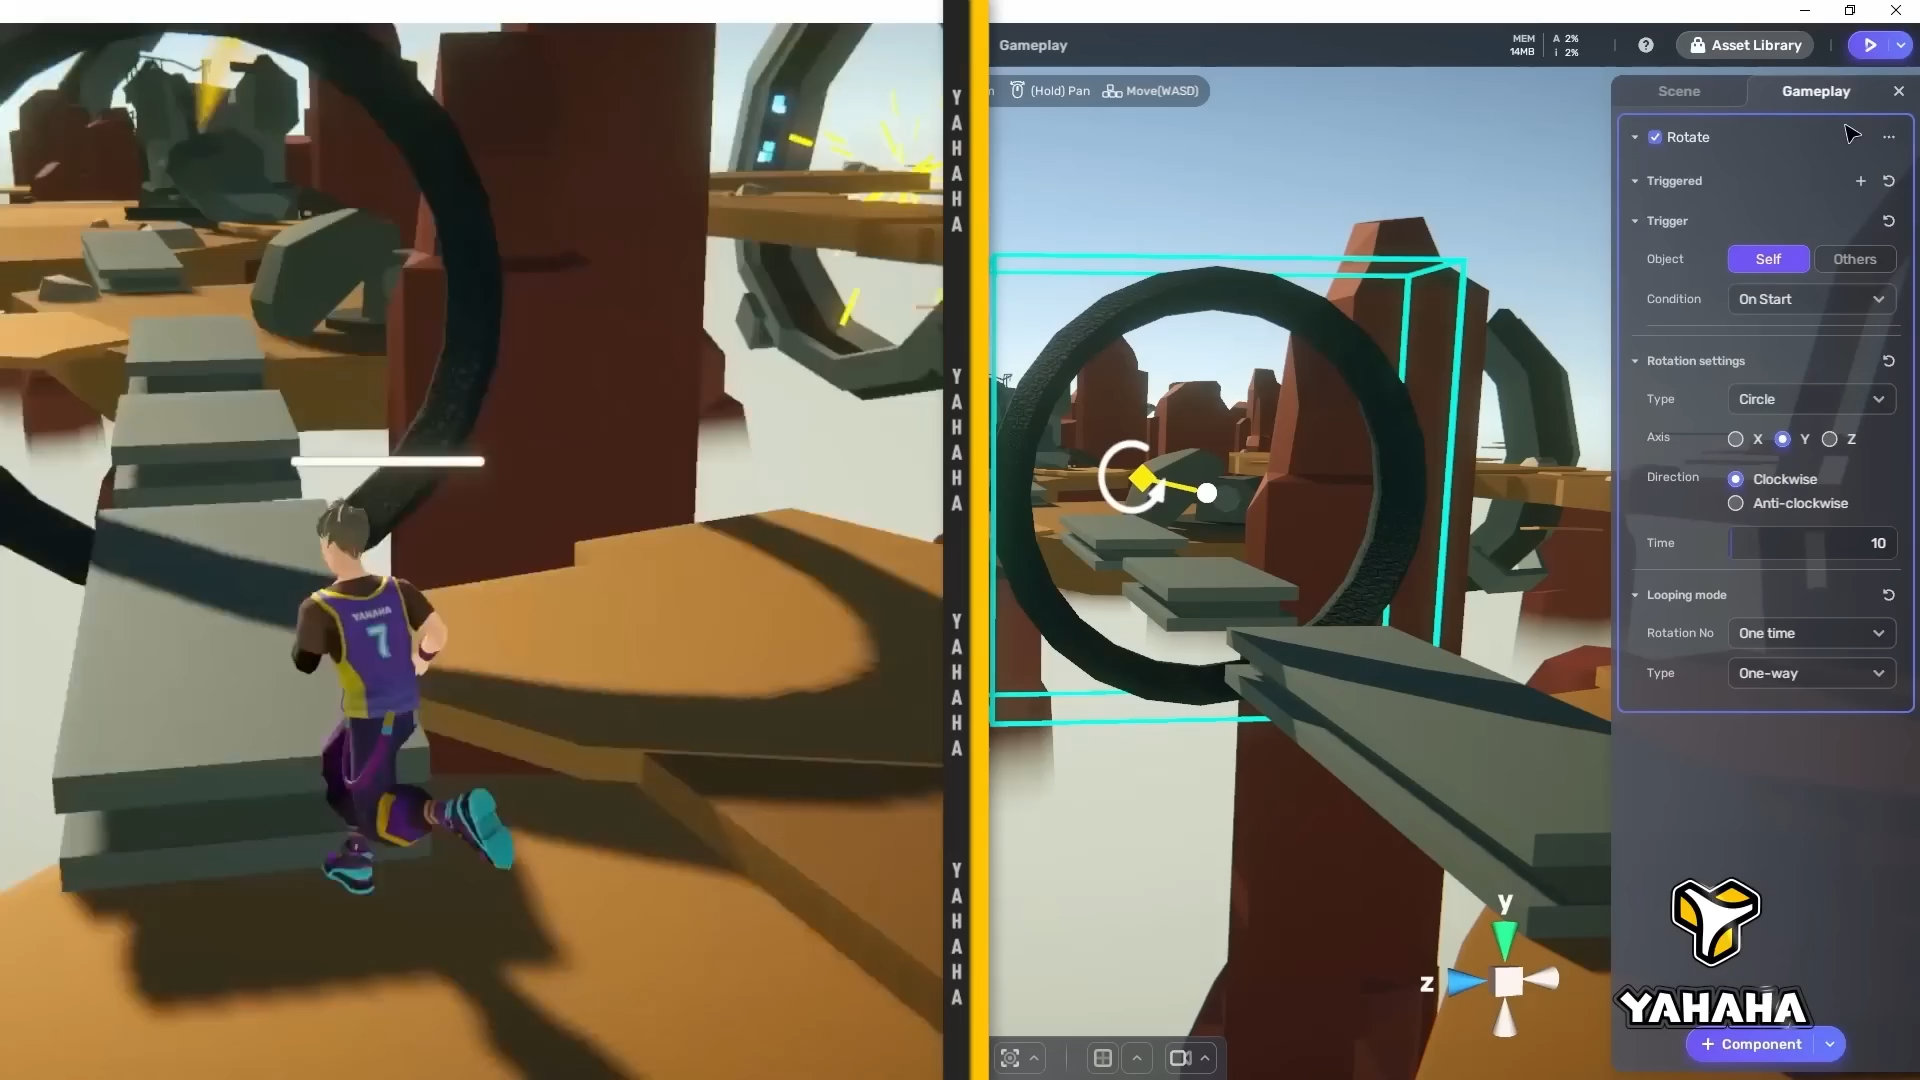 YAHAHA
YAHAHA
YAHAHA
YAHAHA
YAHAHA
7
Gameplay
MEM
14MB
A 2%
i 2%
?
Asset Library
(Hold) Pan
Move(WASD)
Scene
Gameplay
Rotate
Triggered
Trigger
Object
Self
Others
Condition
On Start
Rotation settings
Type
Circle
Axis
X
Y
Z
Direction
Clockwise
Anti-clockwise
Time
10
Looping mode
Rotation No
One time
Type
One-way
y
z
YAHAHA
+ Component